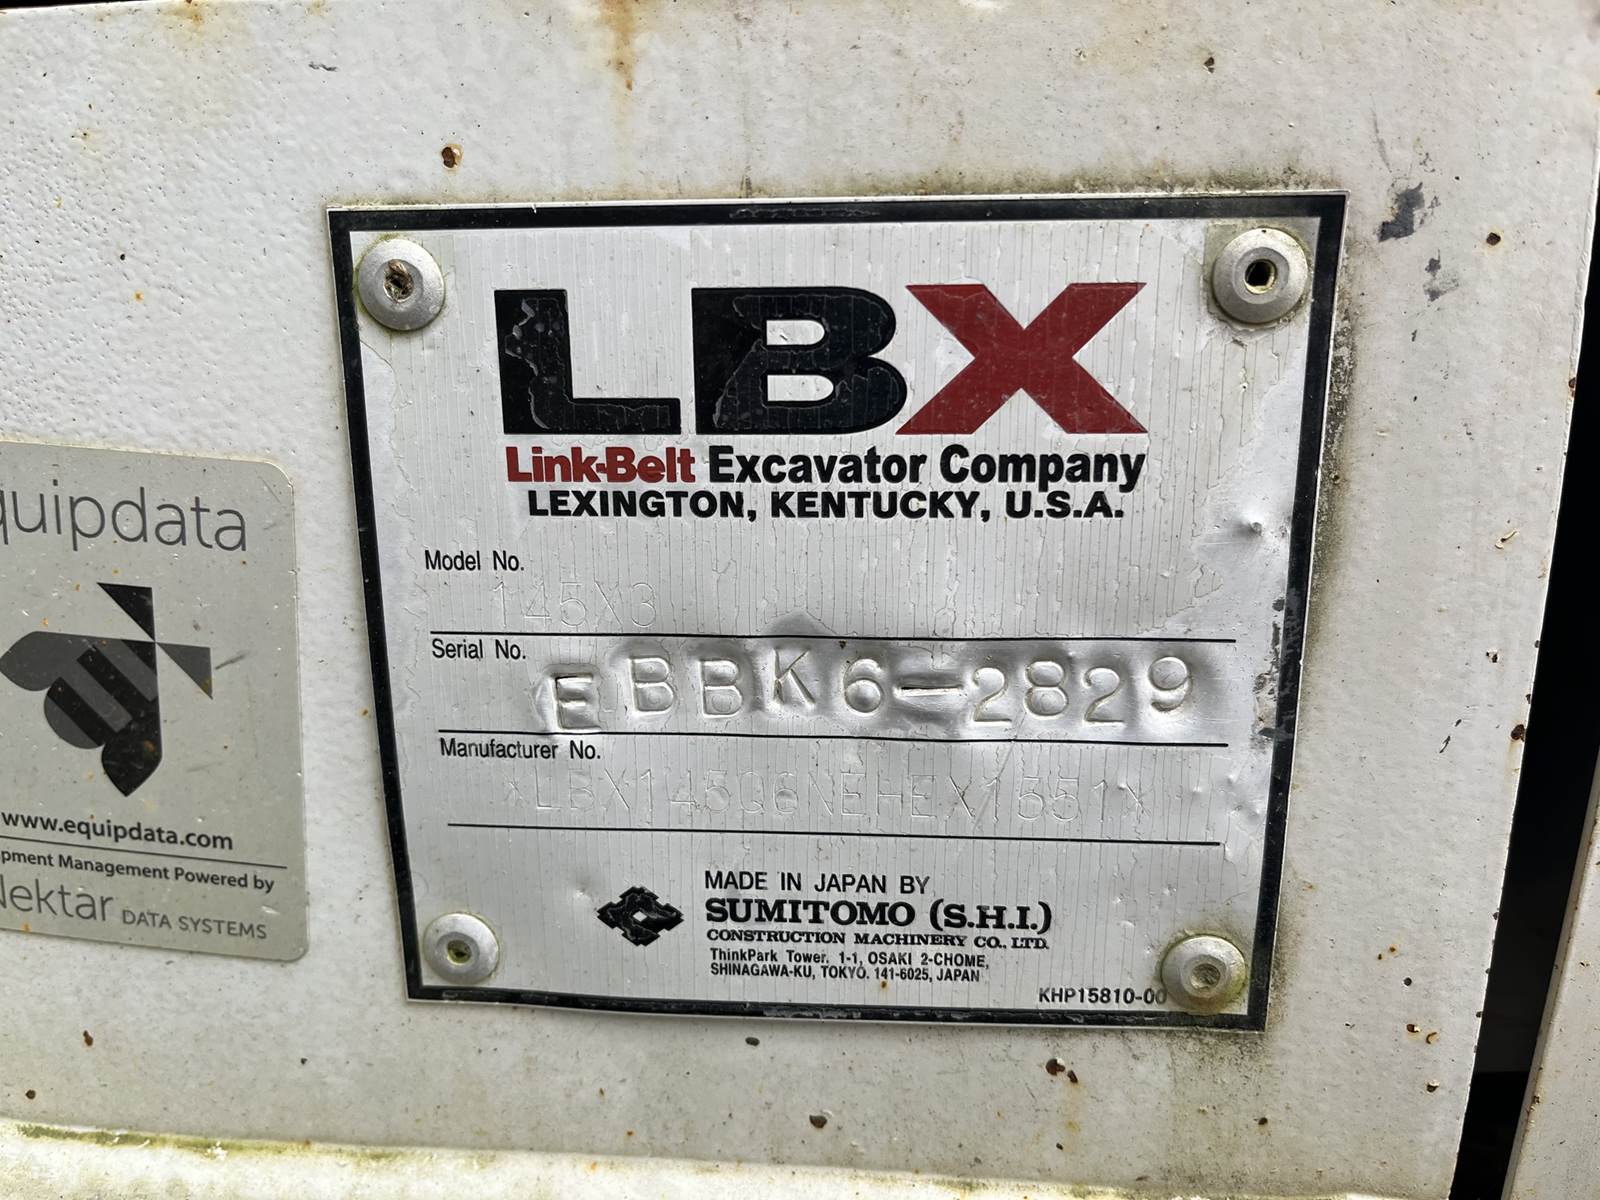 LBX
Link-Belt Excavator Company
LEXINGTON, KENTUCKY, U.S.A.
Model No.
145X3
Serial No.
EBBK6-2829
Manufacturer No.
*LBX145Q6NEHEX1551*
MADE IN JAPAN BY
SUMITOMO (S.H.I.)
CONSTRUCTION MACHINERY CO., LTD.
ThinkPark Tower. 1-1, OSAKI 2-CHOME,
SHINAGAWA-KU, TOKYO. 141-6025, JAPAN
KHP15810-00
quipdata
www.equipdata.com
pment Management Powered by
Nektar DATA SYSTEMS